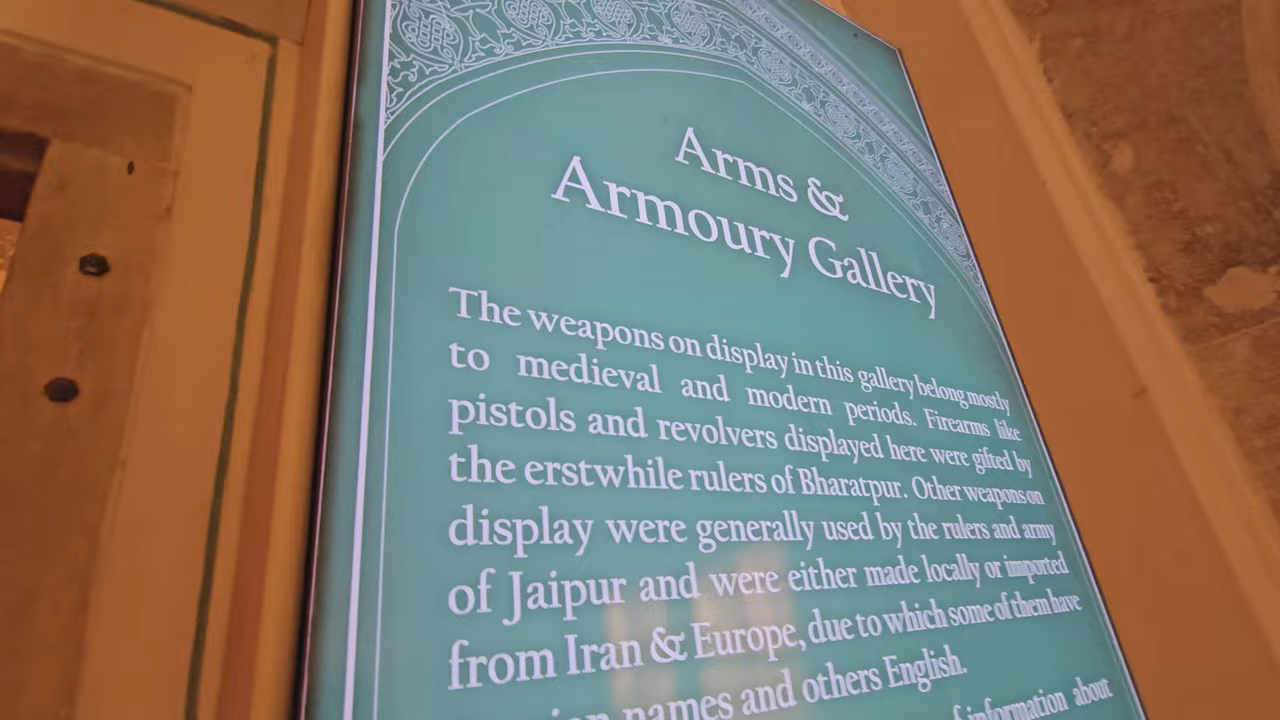 Arms &
Armoury Gallery
The weapons on display in this gallery belong mostly
to medieval and modern periods. Firearms like
pistols and revolvers displayed here were gifted by
the erstwhile rulers of Bharatpur. Other weapons on
display were generally used by the rulers and army
of Jaipur and were either made locally or imported
from Iran & Europe, due to which some of them have
names and others English.
information about